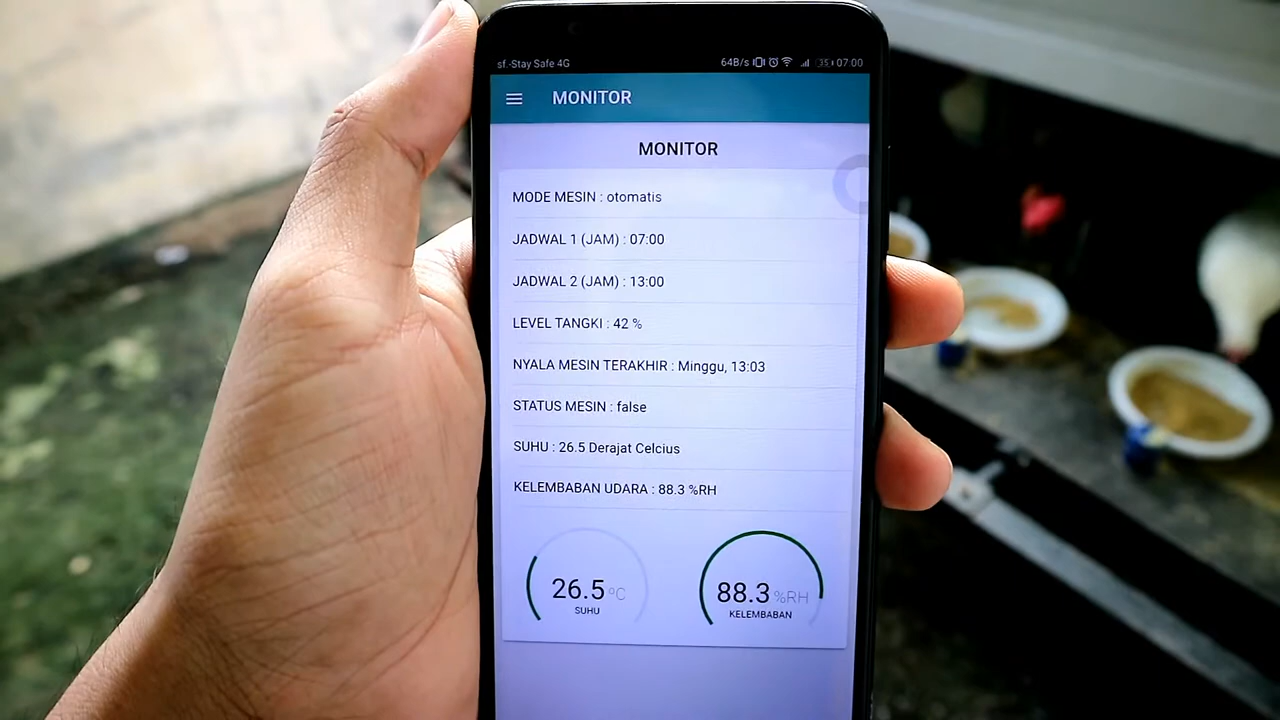 sf.-Stay Safe 4G 64B/s 35 07:00
MONITOR
MONITOR
MODE MESIN : otomatis
JADWAL 1 (JAM) : 07:00
JADWAL 2 (JAM) : 13:00
LEVEL TANGKI : 42 %
NYALA MESIN TERAKHIR : Minggu, 13:03
STATUS MESIN : false
SUHU : 26.5 Derajat Celcius
KELEMBABAN UDARA : 88.3 %RH
26.5 °C
SUHU
88.3 %RH
KELEMBABAN